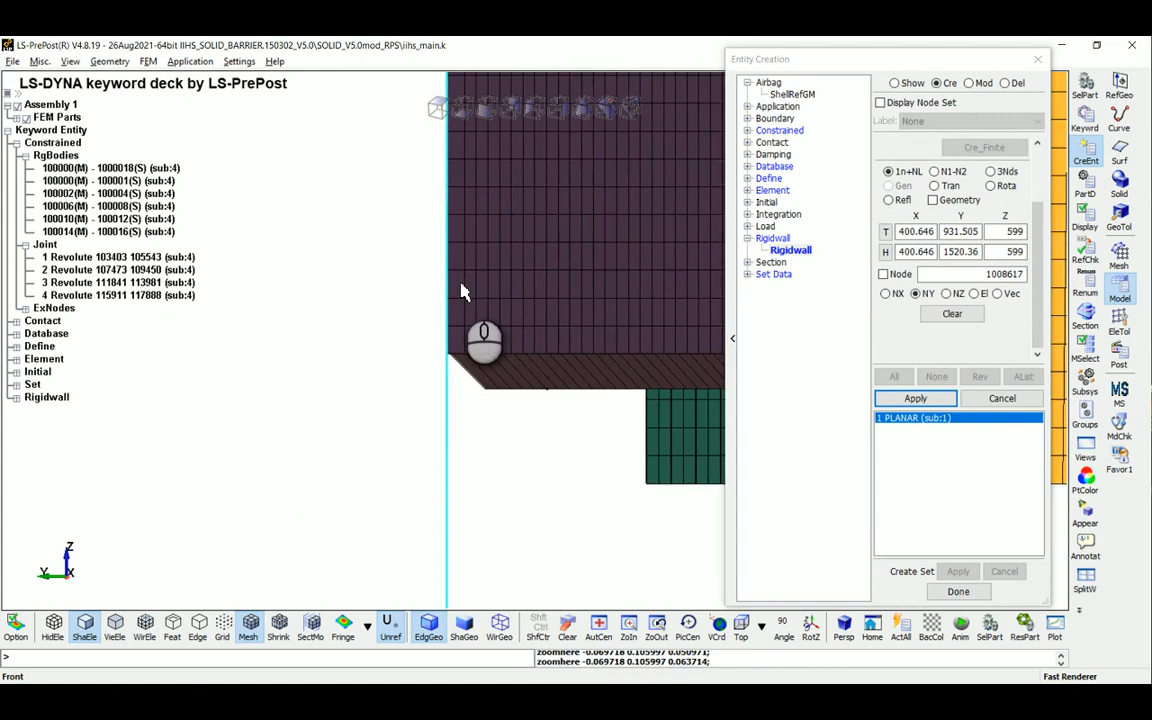 LS-PrePost(R) V4.8.19 - 26Aug2021-64bit IIHS_SOLID_BARRIER.150302_V5.0\SOLID_V5.0mod_RPS\iihs_main.k
File Misc. View Geometry FEM Application Settings Help
LS-DYNA keyword deck by LS-PrePost
Assembly 1
FEM Parts
Keyword Entity
Constrained
RgBodies
100000(M) - 1000018(S) (sub:4)
100000(M) - 100001(S) (sub:4)
100002(M) - 100004(S) (sub:4)
100006(M) - 100008(S) (sub:4)
100010(M) - 100012(S) (sub:4)
100014(M) - 100016(S) (sub:4)
Joint
1 Revolute 103403 105543 (sub:4)
2 Revolute 107473 109450 (sub:4)
3 Revolute 111841 113981 (sub:4)
4 Revolute 115911 117888 (sub:4)
ExNodes
Contact
Database
Define
Element
Initial
Set
Rigidwall
Entity Creation
Airbag
ShellRefGM
Application
Boundary
Constrained
Contact
Damping
Database
Define
Element
Initial
Integration
Load
Rigidwall
Rigidwall
Section
Set Data
Show Cre Mod Del
Display Node Set
Label: None
Cre_Finite
1n+NL N1-N2 3Nds
Gen Tran Rota
Refl Geometry
X Y Z
T 400.646 931.505 599
H 400.646 1520.36 599
Node 1008617
NX NY NZ El Vec
Clear
All None Rev AList
Apply Cancel
1 PLANAR (sub:1)
Create Set Apply Cancel
Done
SelPart RefGeo
Keywrd Curve
CreEnt Surf
PartD Solid
Display GeoTol
RefChk Mesh
Renum
Renum Model
Section EleTol
MSelect Post
MS
Subsys MS
Groups MdChk
Views Favor1
PtColor
Appear
Annotat
SplitW
Z
Y X
Option HidEle ShaEle VieEle WirEle Feat Edge Grid Mesh Shrink SectMo Fringe Unref EdgGeo ShaGeo WirGeo Shft Ctrl ShfCtr Clear AutCen ZoIn ZoOut PicCen VCrd Top 90 Angle RotZ Persp Home ActAll BacCol Anim SelPart ResPart Plot
>
zoomhere -0.069718 0.105997 0.050971;
zoomhere -0.069718 0.105997 0.063714;
Front Fast Renderer